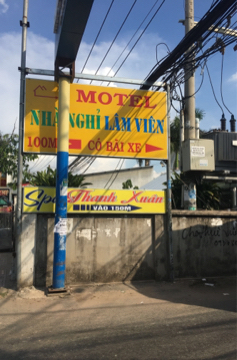 MOTEL
NHÀ NGHỈ LÂM VIÊN
100M CÓ BÃI XE
Spa Thanh Xuân
VÀO 150M